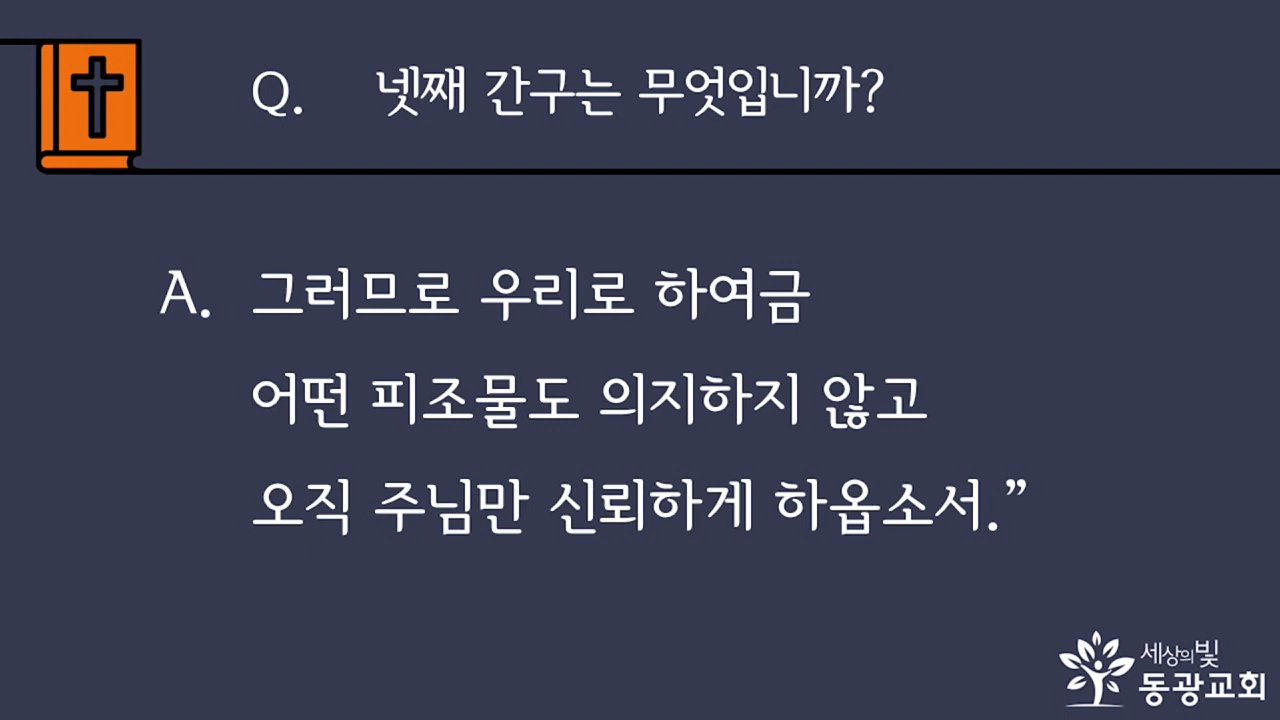 Q. 넷째 간구는 무엇입니까?
A. 그러므로 우리로 하여금
어떤 피조물도 의지하지 않고
오직 주님만 신뢰하게 하옵소서.”
세상의빛
동광교회